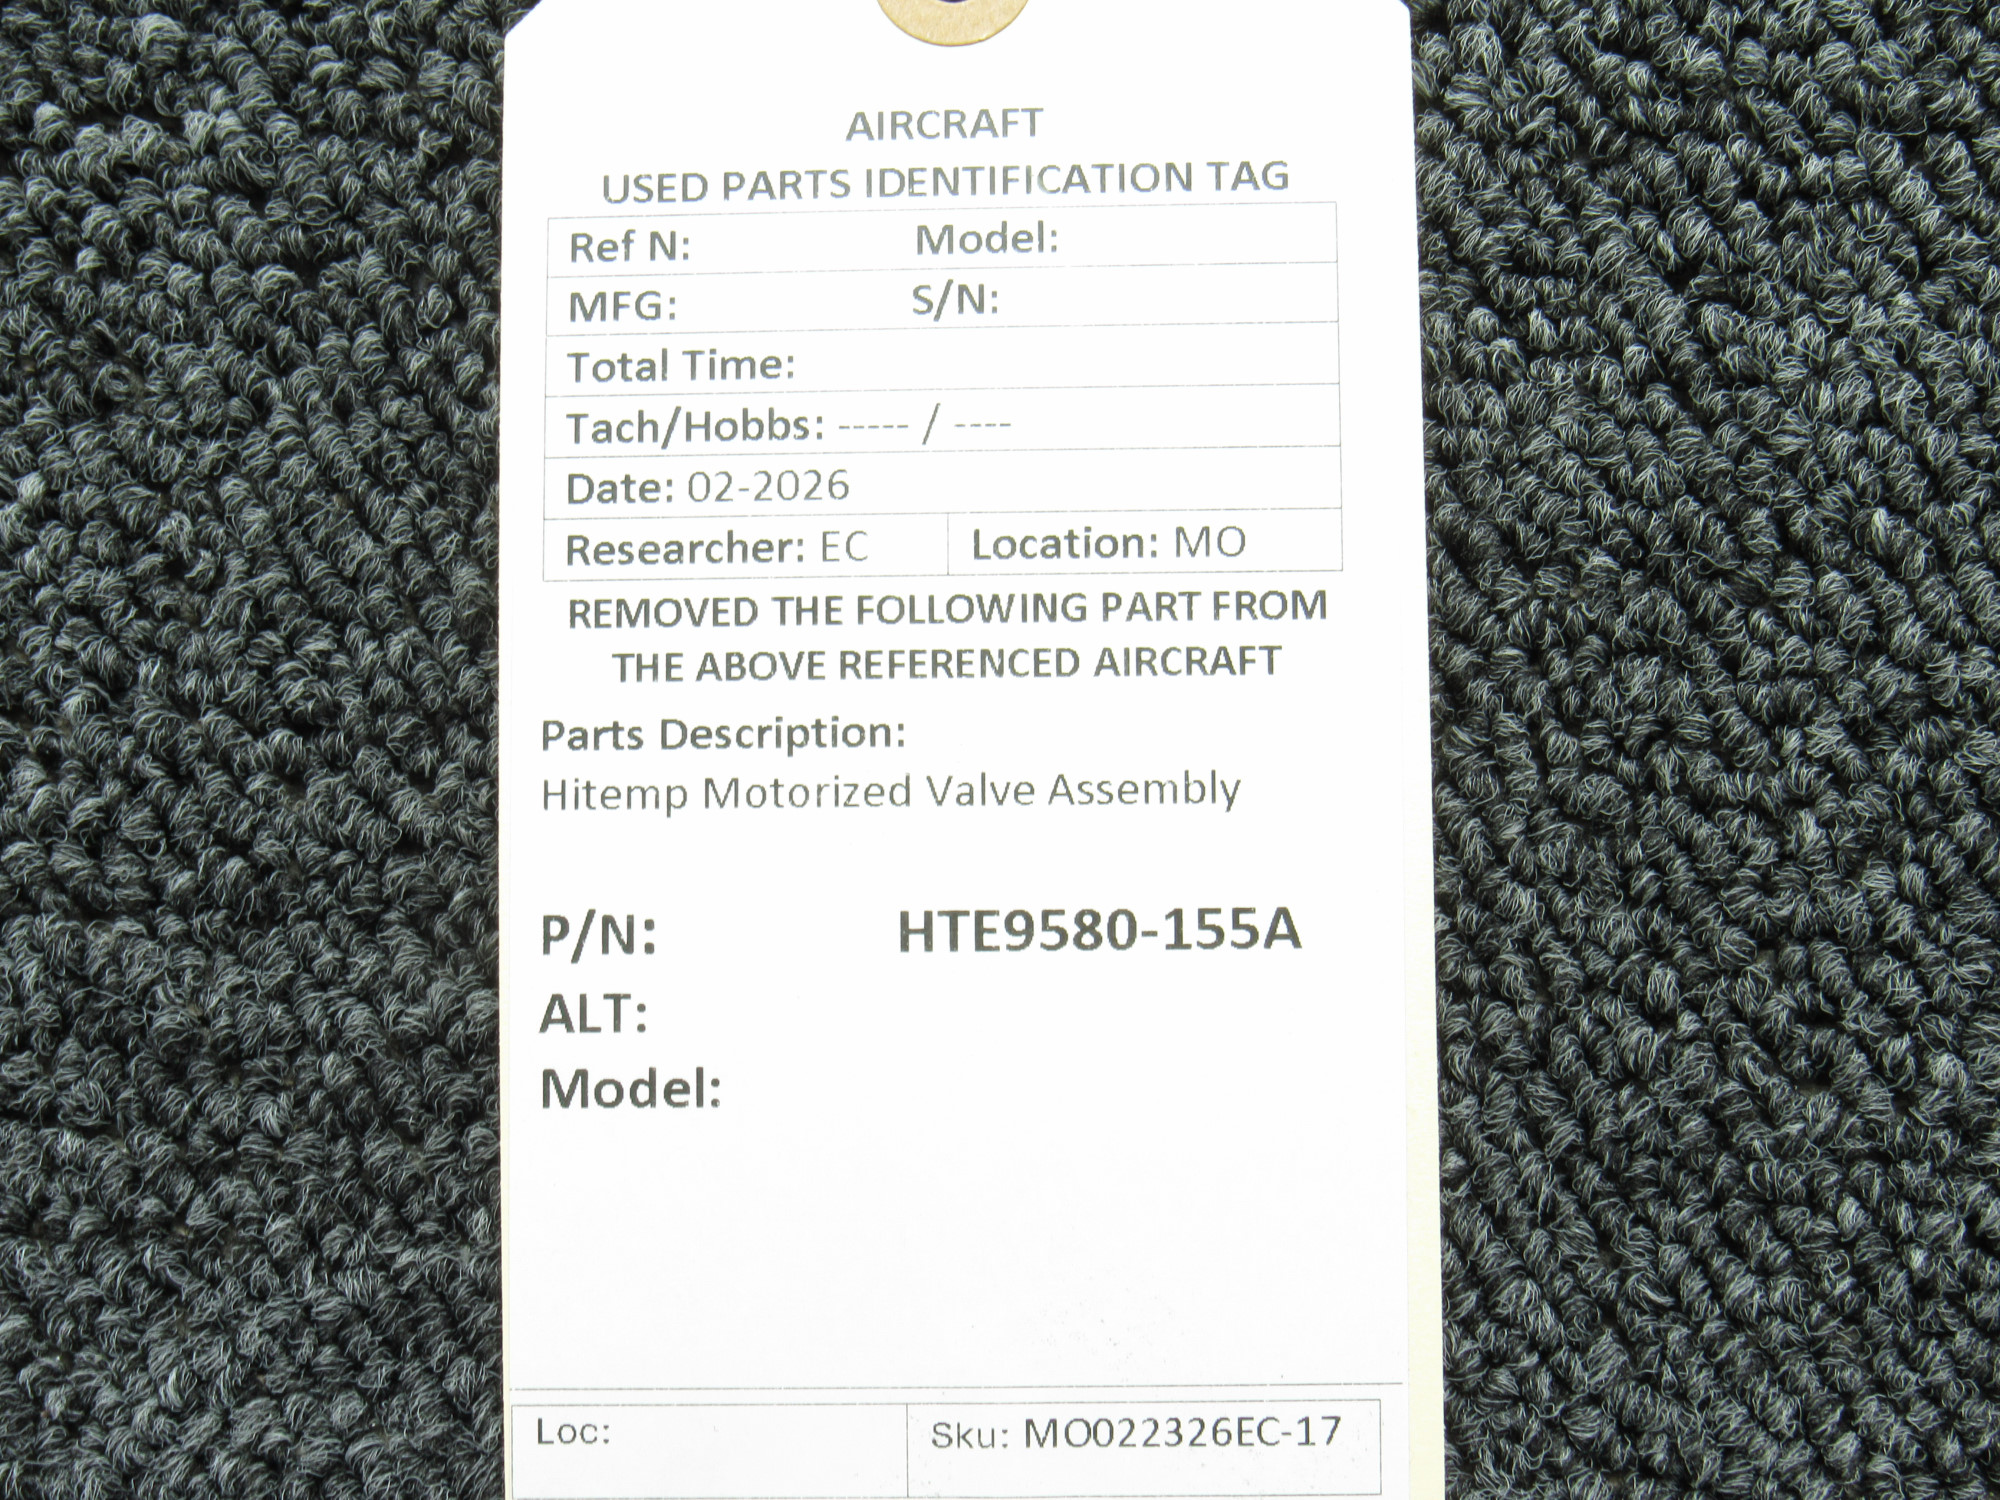 AIRCRAFT
USED PARTS IDENTIFICATION TAG
Ref N: Model:
MFG: S/N:
Total Time:
Tach/Hobbs: ----- / ----
Date: 02-2026
Researcher: EC Location: MO
REMOVED THE FOLLOWING PART FROM
THE ABOVE REFERENCED AIRCRAFT
Parts Description:
Hitemp Motorized Valve Assembly
P/N: HTE9580-155A
ALT:
Model:
Loc: Sku: MO022326EC-17